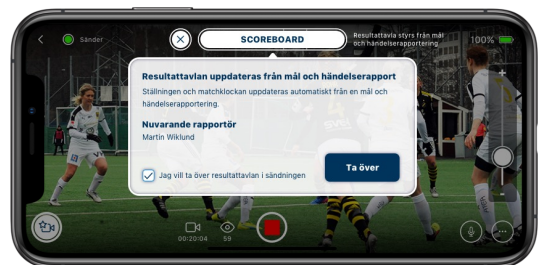 Sänder
SCOREBOARD
Resultattavla styrs från mål
och händelserapportering
100%
Resultattavlan uppdateras från mål och händelserapport
Ställningen och matchklockan uppdateras automatiskt från en mål och
händelserapportering.
Nuvarande rapportör
Martin Wiklund
Jag vill ta över resultattavlan i sändningen
Ta över
00:20:04
59